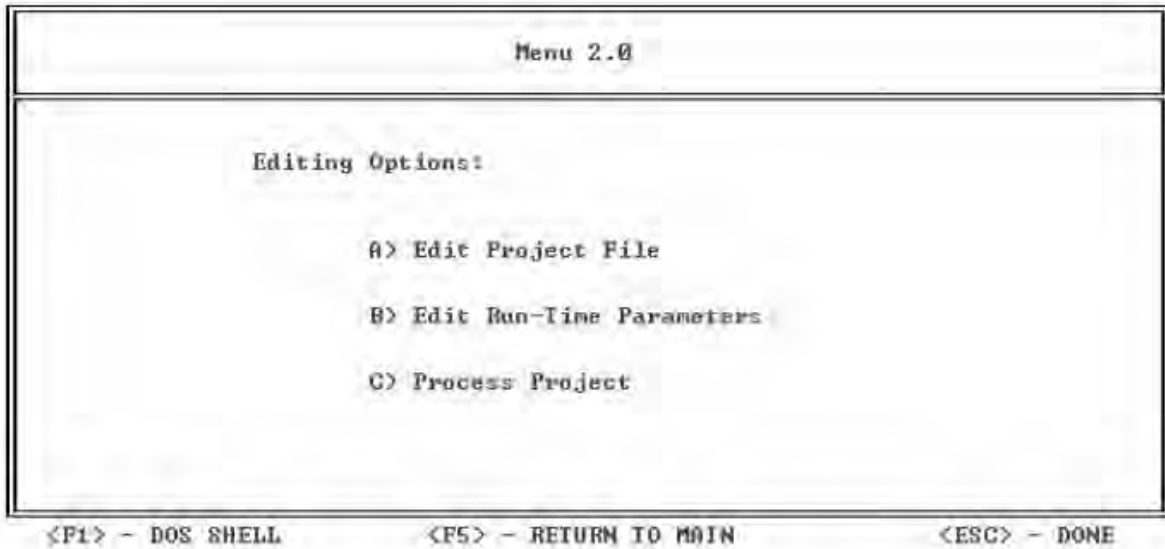 Menu 2.0
Editing Options:
A> Edit Project File
B> Edit Run-Time Parameters
C> Process Project
<F1> - DOS SHELL <F5> - RETURN TO MAIN <ESC> - DONE